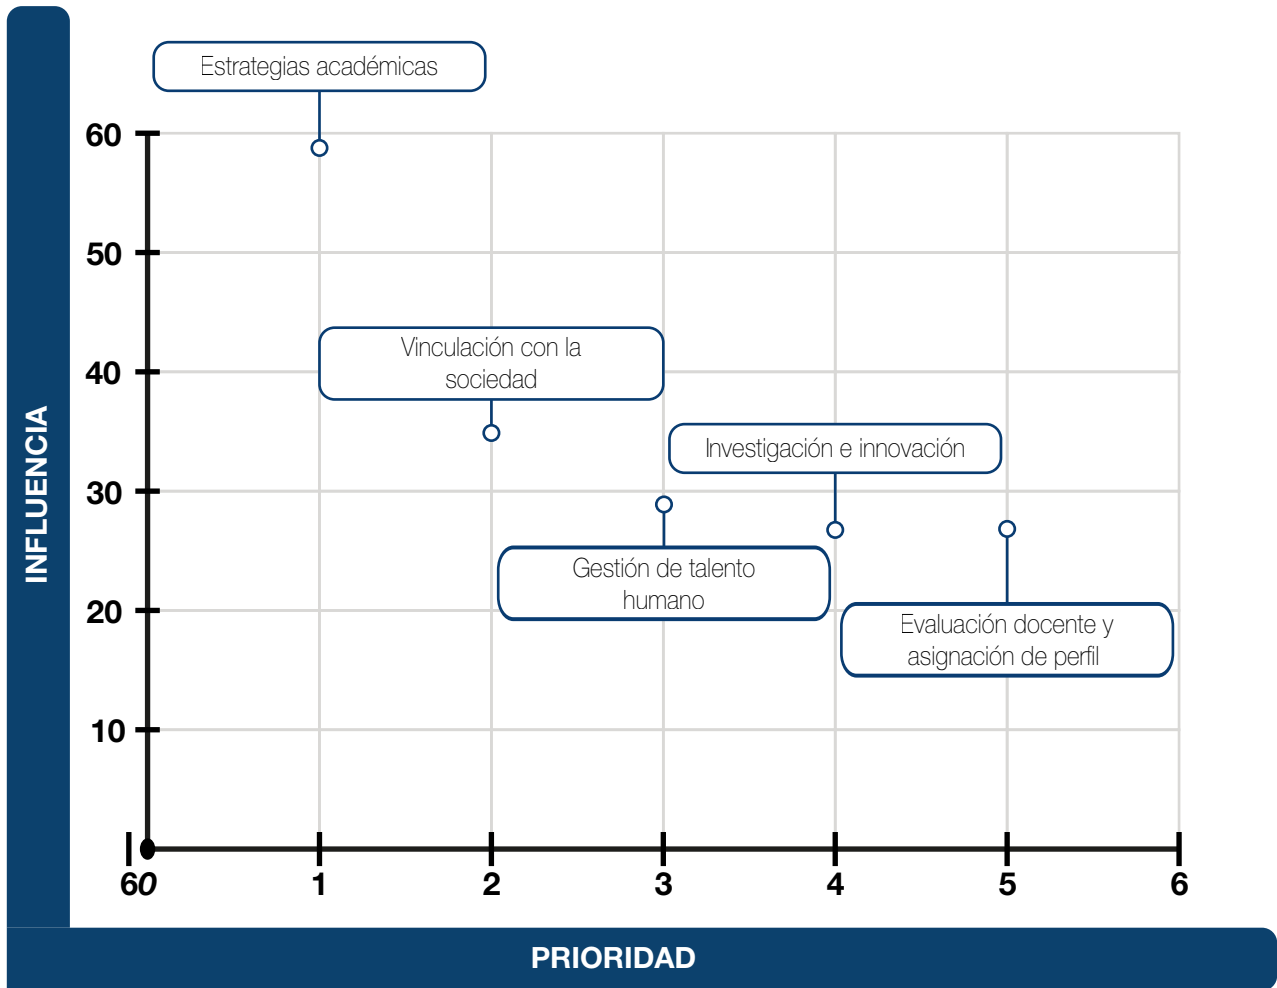 Estrategias académicas
60
50
Vinculación con la
sociedad
40
Investigación e innovación
30
Gestión de talento
humano
20
Evaluación docente y
asignación de perfil
10
INFLUENCIA
60 1 2 3 4 5 6
PRIORIDAD